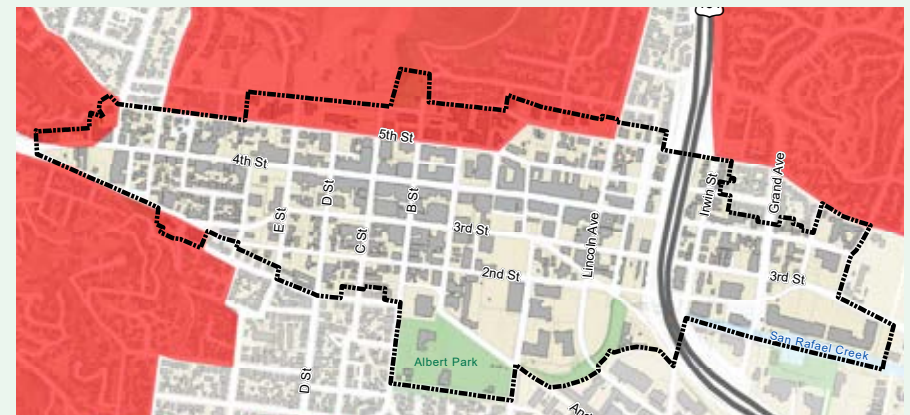 5th St
4th St
D St
B St
E St
C St
3rd St
Lincoln Ave
2nd St
Irwin St
Grand Ave
3rd St
San Rafael Creek
Albert Park
D St